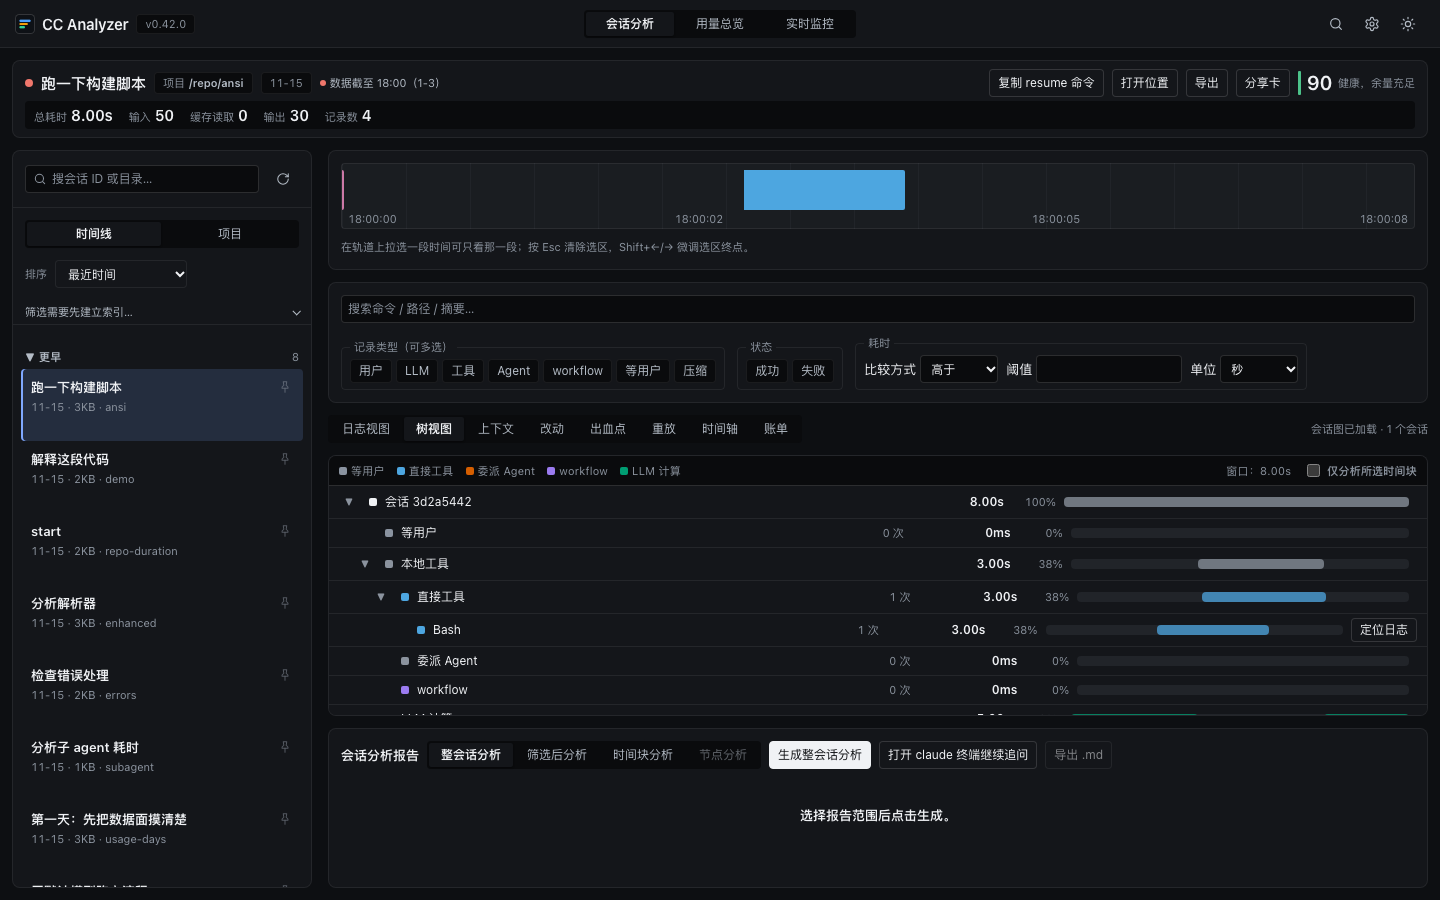 CC Analyzer v0.42.0 会话分析 用量总览 实时监控
跑一下构建脚本 项目 /repo/ansi 11-15 数据截至 18:00 (1-3) 复制 resume 命令 打开位置 导出 分享卡 90 健康，余量充足
总耗时 8.00s 输入 50 缓存读取 0 输出 30 记录数 4
搜会话 ID 或目录...
时间线 项目
排序 最近时间
筛选需要先建立索引...
▼ 更早 8
跑一下构建脚本
11-15 · 3KB · ansi
解释这段代码
11-15 · 2KB · demo
start
11-15 · 2KB · repo-duration
分析解析器
11-15 · 3KB · enhanced
检查错误处理
11-15 · 2KB · errors
分析子 agent 耗时
11-15 · 1KB · subagent
第一天：先把数据面摸清楚
11-15 · 3KB · usage-days
18:00:00 18:00:02 18:00:05 18:00:08
在轨道上拉选一段时间可只看那一段；按 Esc 清除选区，Shift+←/→ 微调选区终点。
搜索命令 / 路径 / 摘要...
记录类型（可多选） 状态 耗时
用户 LLM 工具 Agent workflow 等用户 压缩 成功 失败 比较方式 高于 阈值 单位 秒
日志视图 树视图 上下文 改动 出血点 重放 时间轴 账单 会话图已加载 · 1 个会话
等用户 直接工具 委派 Agent workflow LLM 计算 窗口：8.00s 仅分析所选时间块
▼ 会话 3d2a5442 8.00s 100%
等用户 0 次 0ms 0%
▼ 本地工具 3.00s 38%
▼ 直接工具 1 次 3.00s 38%
Bash 1 次 3.00s 38% 定位日志
委派 Agent 0 次 0ms 0%
workflow 0 次 0ms 0%
会话分析报告 整会话分析 筛选后分析 时间块分析 节点分析 生成整会话分析 打开 claude 终端继续追问 导出 .md
选择报告范围后点击生成。